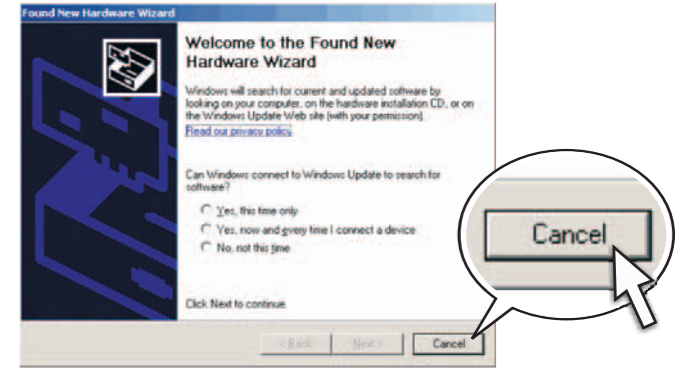 Found New Hardware Wizard
Welcome to the Found New
Hardware Wizard
Windows will search for current and updated software by
looking on your computer, on the hardware installation CD, or on
the Windows Update Web site (with your permission).
Read our privacy policy
Can Windows connect to Windows Update to search for
software?
Yes, this time only
Yes, now and every time I connect a device
No, not this time
Click Next to continue.
< Back Next > Cancel
Cancel